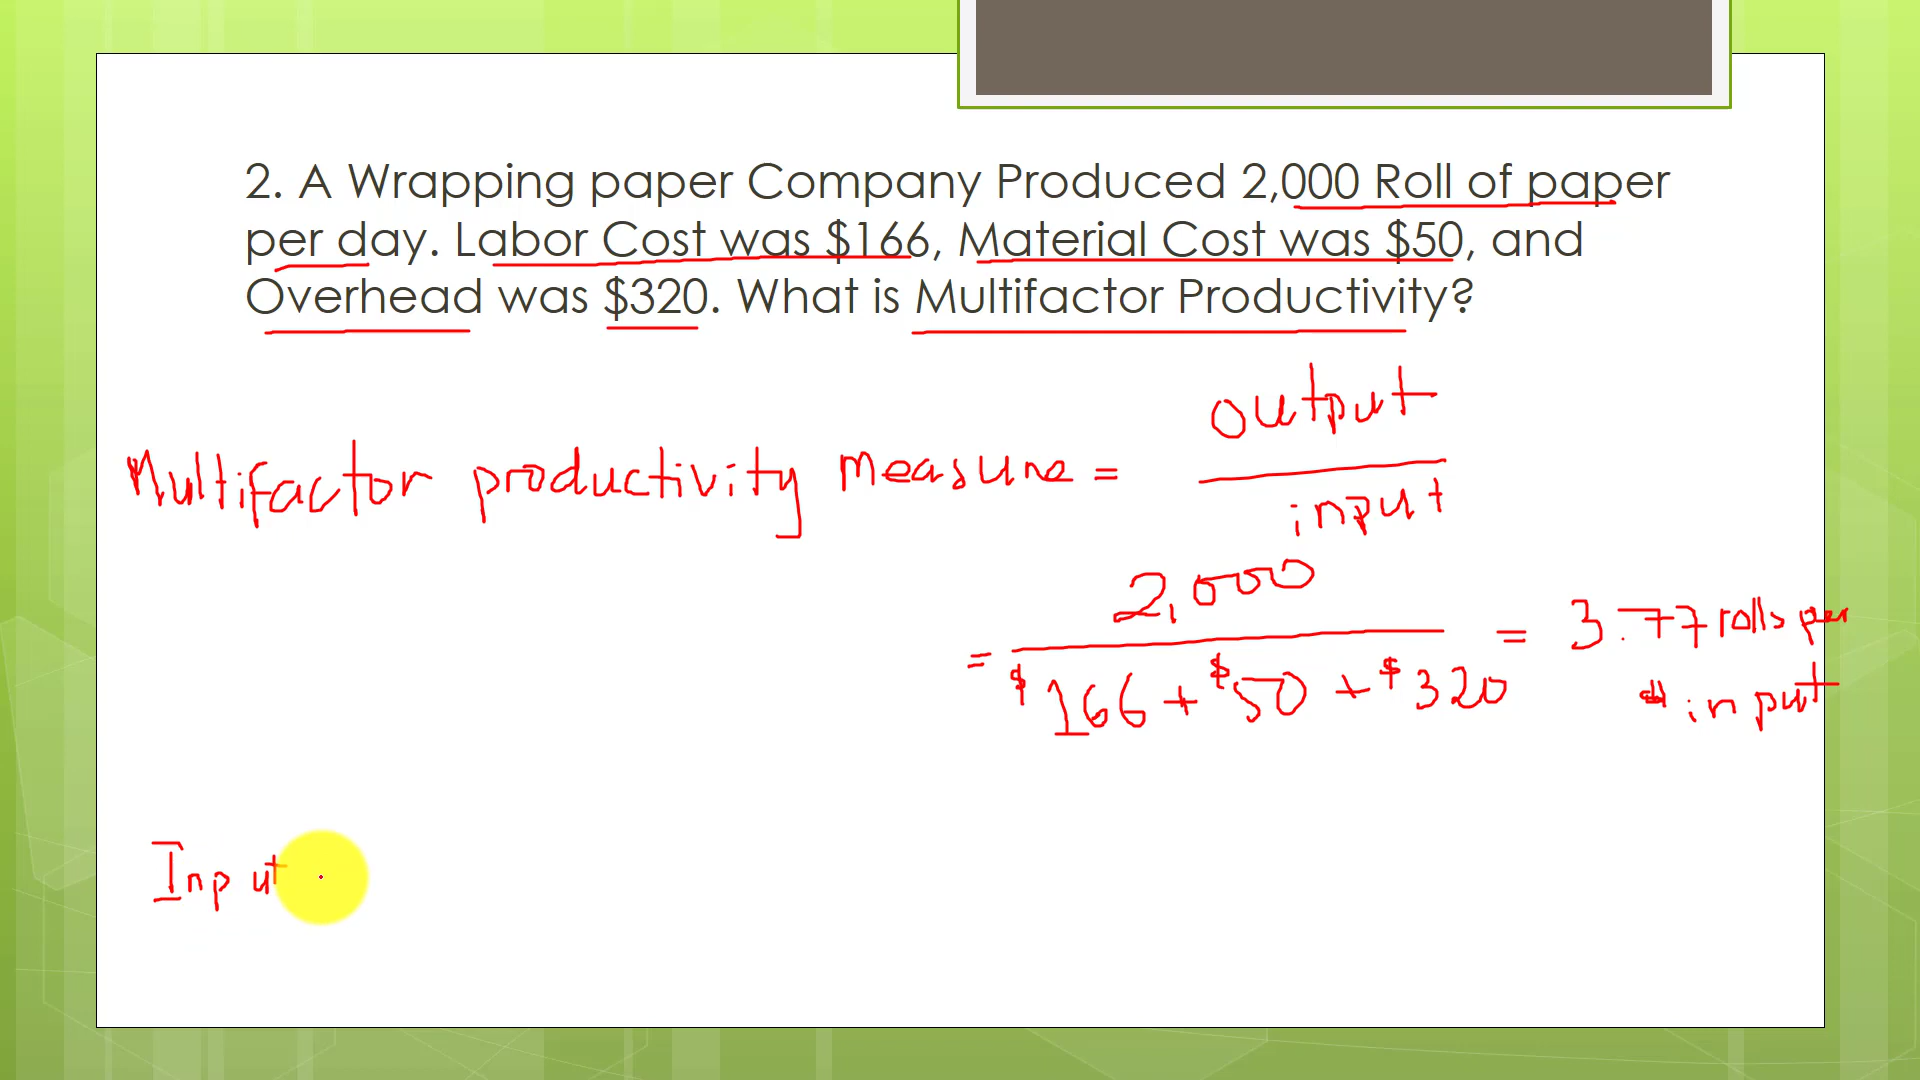 2. A Wrapping paper Company Produced 2,000 Roll of paper
per day. Labor Cost was $166, Material Cost was $50, and
Overhead was $320. What is Multifactor Productivity?
Multifactor productivity measure = output
input
= 2,000
$166 + $50 + $320
= 3.77 rolls per
input
Input